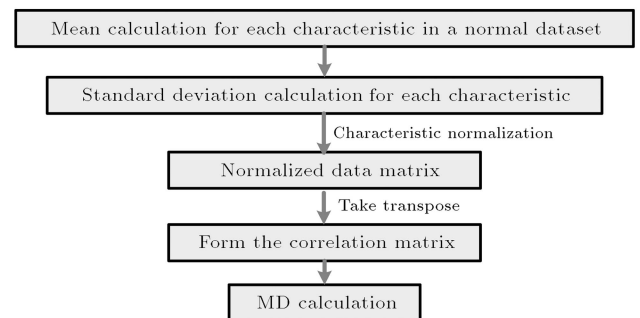 Mean calculation for each characteristic in a normal dataset
Standard deviation calculation for each characteristic
Characteristic normalization
Normalized data matrix
Take transpose
Form the correlation matrix
MD calculation